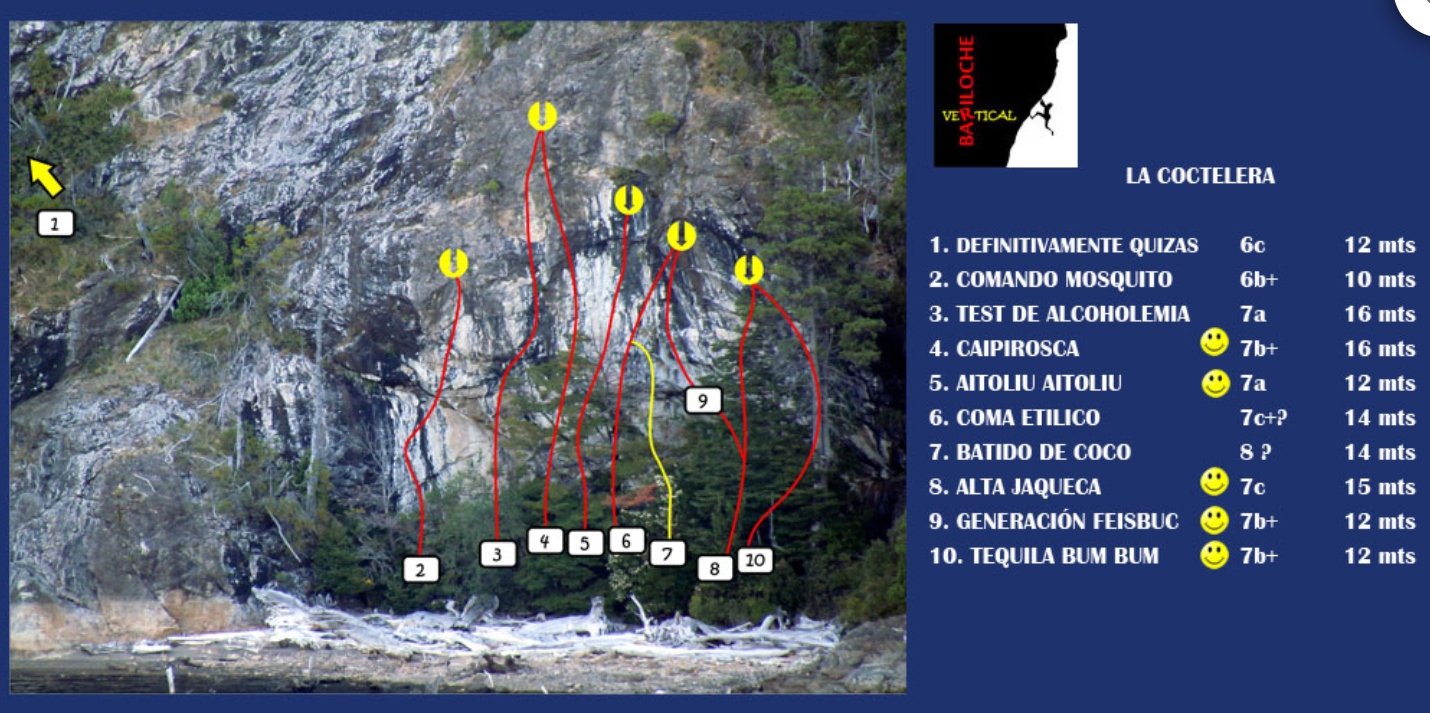 BARILOCHE
VERTICAL
LA COCTELERA
1. DEFINITIVAMENTE QUIZAS 6c 12 mts
2. COMANDO MOSQUITO 6b+ 10 mts
3. TEST DE ALCOHOLEMIA 7a 16 mts
4. CAIPIROSCA 7b+ 16 mts
5. AITOLIU AITOLIU 7a 12 mts
6. COMA ETILICO 7c+? 14 mts
7. BATIDO DE COCO 8 ? 14 mts
8. ALTA JAQUECA 7c 15 mts
9. GENERACIÓN FEISBUC 7b+ 12 mts
10. TEQUILA BUM BUM 7b+ 12 mts
1
9
2
3
4
5
6
7
8
10